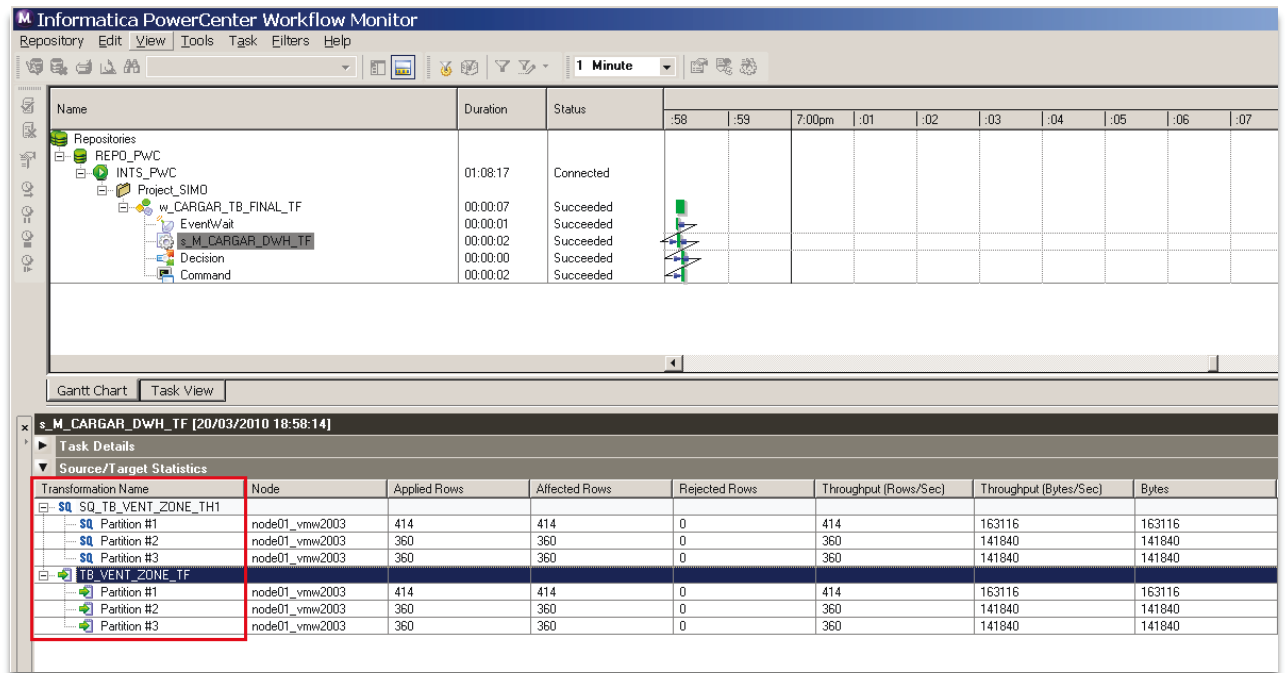 Informatica PowerCenter Workflow Monitor
Repository Edit View Tools Task Filters Help
1 Minute
Name Duration Status
:58 :59 7:00pm :01 :02 :03 :04 :05 :06 :07
Repositories
REPO_PWC
INTS_PWC 01:08:17 Connected
Project_SIMO
w_CARGAR_TB_FINAL_TF 00:00:07 Succeeded
EventWait 00:00:01 Succeeded
s_M_CARGAR_DWH_TF 00:00:02 Succeeded
Decision 00:00:00 Succeeded
Command 00:00:02 Succeeded
Gantt Chart Task View
s_M_CARGAR_DWH_TF [20/03/2010 18:58:14]
Task Details
Source/Target Statistics
Transformation Name Node Applied Rows Affected Rows Rejected Rows Throughput (Rows/Sec) Throughput (Bytes/Sec) Bytes
SQ SQ_TB_VENT_ZONE_TH1
SQ Partition #1 node01_vmw2003 414 414 0 414 163116 163116
SQ Partition #2 node01_vmw2003 360 360 0 360 141840 141840
SQ Partition #3 node01_vmw2003 360 360 0 360 141840 141840
TB_VENT_ZONE_TF
Partition #1 node01_vmw2003 414 414 0 414 163116 163116
Partition #2 node01_vmw2003 360 360 0 360 141840 141840
Partition #3 node01_vmw2003 360 360 0 360 141840 141840